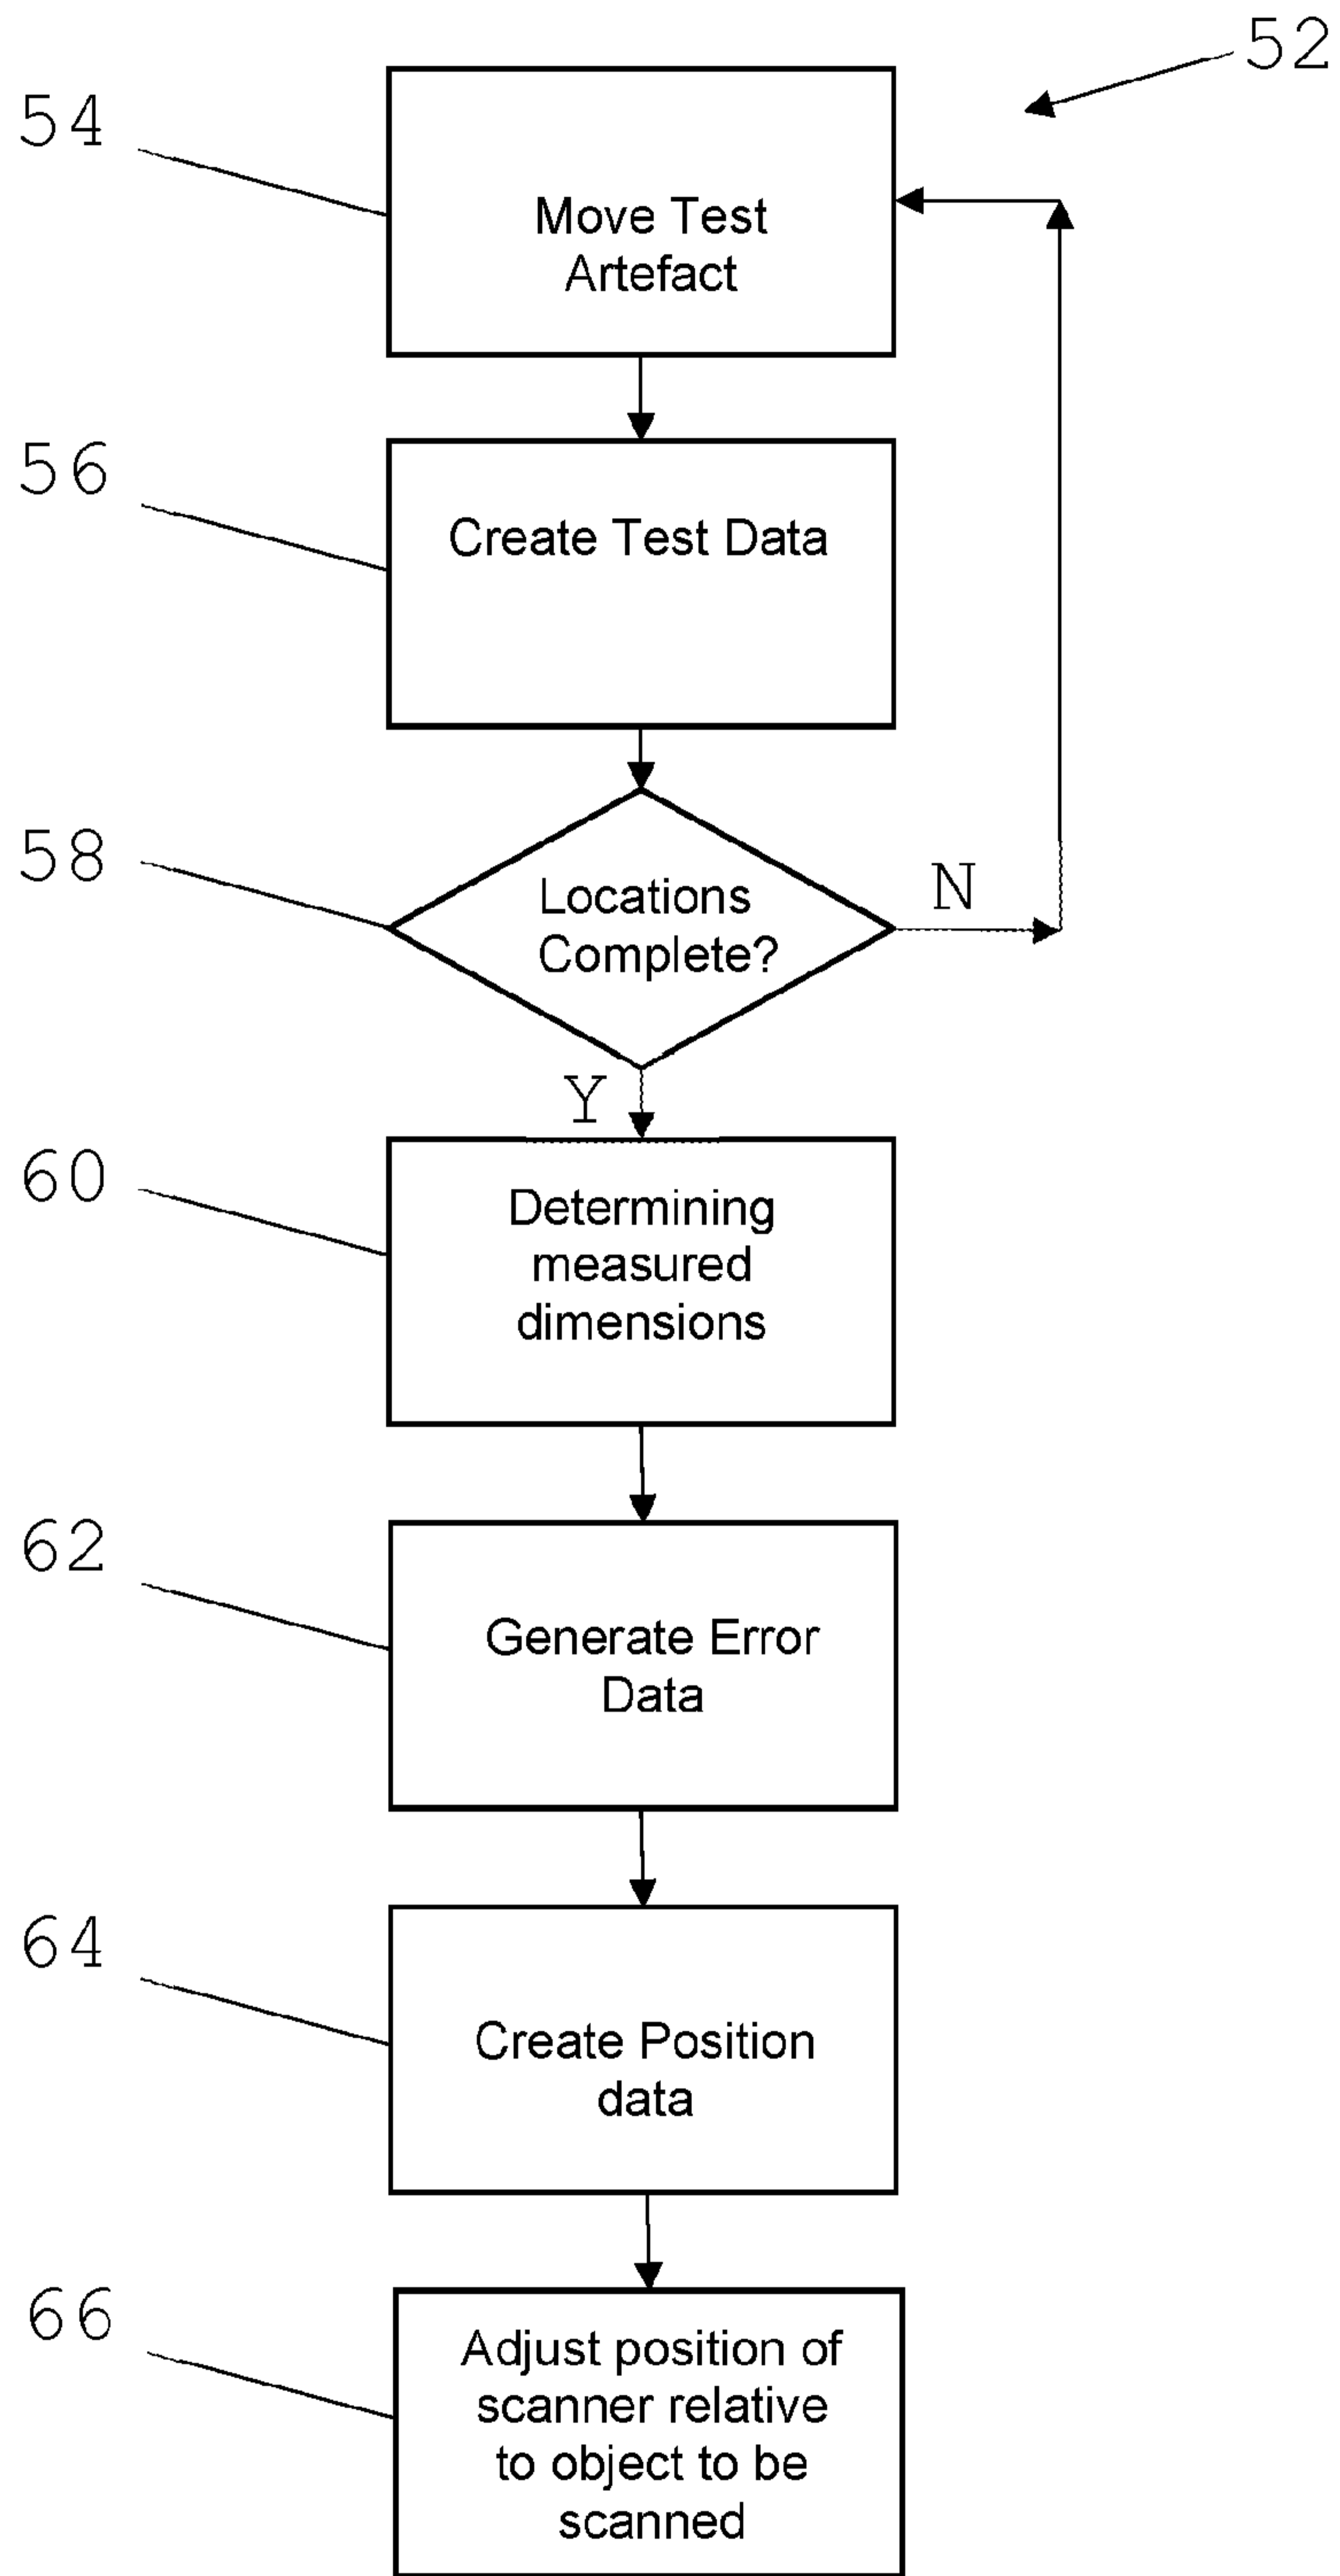 52
54
Move Test
Artefact
56
Create Test Data
58
Locations
Complete?
N
Y
60
Determining
measured
dimensions
62
Generate Error
Data
64
Create Position
data
66
Adjust position of
scanner relative
to object to be
scanned